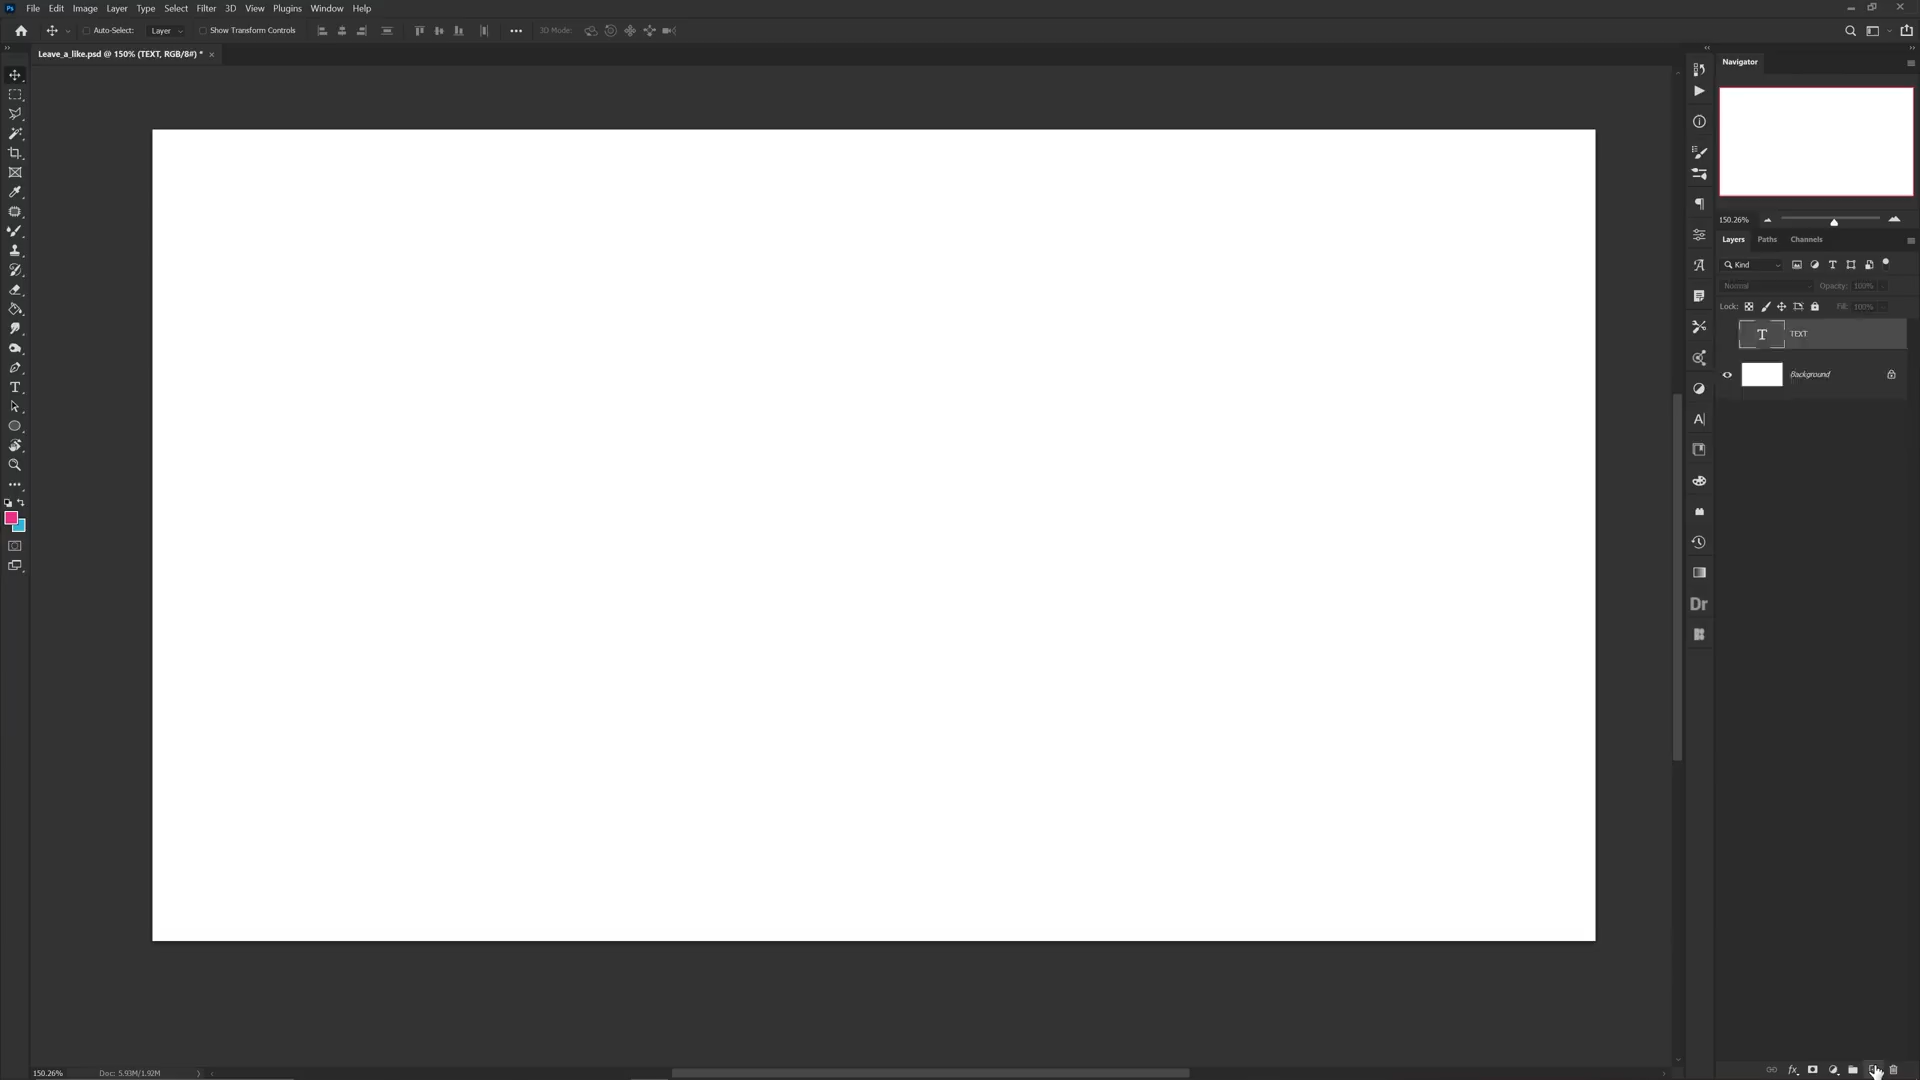 Ps File Edit Image Layer Type Select Filter 3D View Plugins Window Help
Auto-Select: Layer Show Transform Controls 3D Mode:
Leave_a_like.psd @ 150% (TEXT, RGB/8#) * ×
Navigator
150.26%
Layers Paths Channels
Kind
Normal Opacity: 100%
Lock: Fill: 100%
T TEXT
Background
Dr
150.26% Doc: 5.93M/1.92M
fx